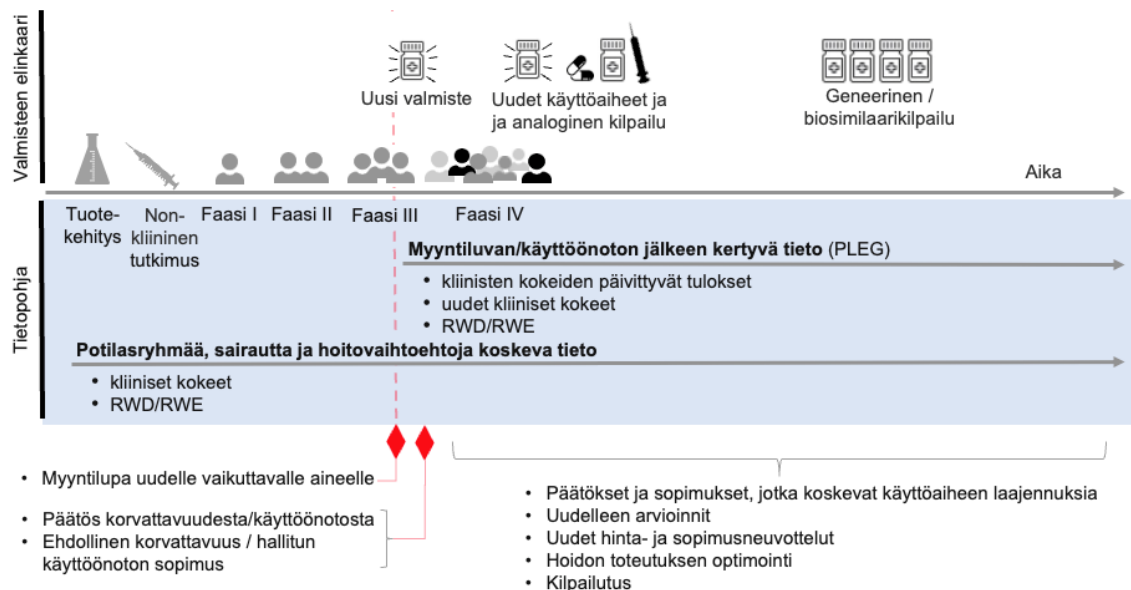 Valmisteen elinkaari
Uusi valmiste
Uudet käyttöaiheet ja
ja analoginen kilpailu
Geneerinen /
biosimilaarikilpailu
Aika
Tietopohja
Tuote-
kehitys
Non-
kliininen
tutkimus
Faasi I
Faasi II
Faasi III
Faasi IV
Myyntiluvan/käyttöönoton jälkeen kertyvä tieto (PLEG)
• kliinisten kokeiden päivittyvät tulokset
• uudet kliiniset kokeet
• RWD/RWE
Potilasryhmää, sairautta ja hoitovaihtoehtoja koskeva tieto
• kliiniset kokeet
• RWD/RWE
• Myyntilupa uudelle vaikuttavalle aineelle
• Päätös korvattavuudesta/käyttöönotosta
• Ehdollinen korvattavuus / hallitun
käyttöönoton sopimus
• Päätökset ja sopimukset, jotka koskevat käyttöaiheen laajennuksia
• Uudelleen arvioinnit
• Uudet hinta- ja sopimusneuvottelut
• Hoidon toteutuksen optimointi
• Kilpailutus